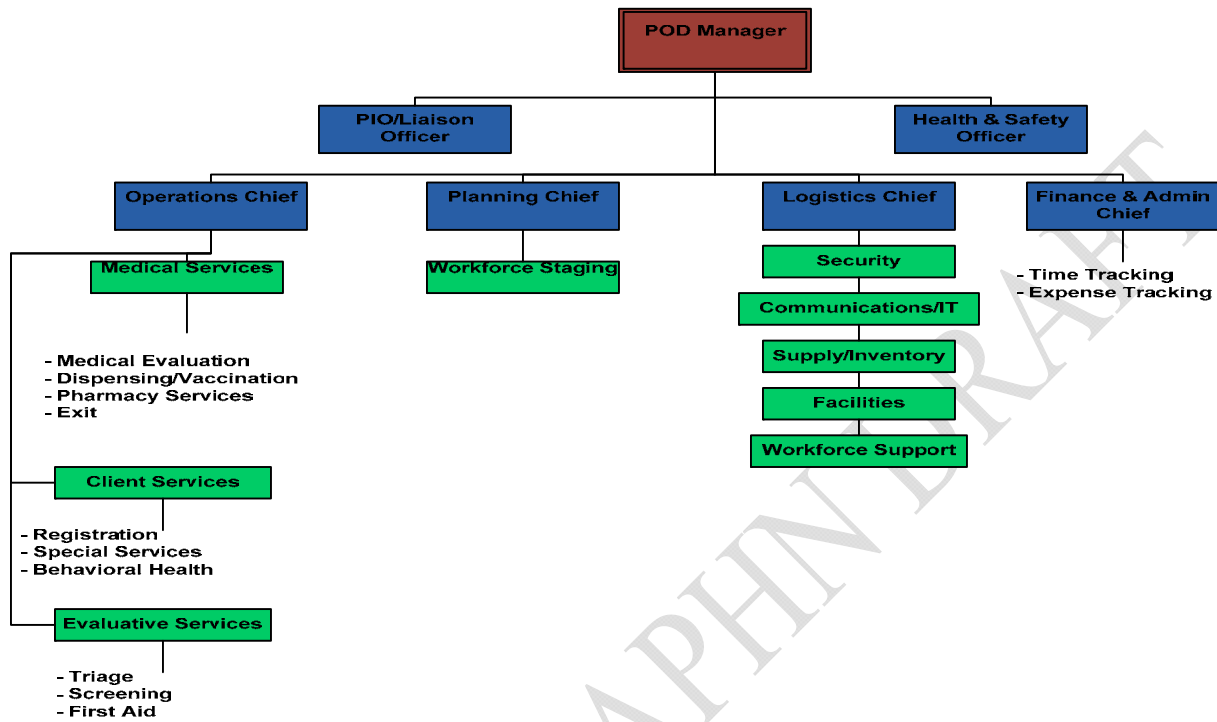 POD Manager
PIO/Liaison
Officer
Health & Safety
Officer
Operations Chief
Planning Chief
Logistics Chief
Finance & Admin
Chief
Medical Services
Workforce Staging
Security
- Time Tracking
- Expense Tracking
Communications/IT
Supply/Inventory
Facilities
Workforce Support
- Medical Evaluation
- Dispensing/Vaccination
- Pharmacy Services
- Exit
Client Services
- Registration
- Special Services
- Behavioral Health
Evaluative Services
- Triage
- Screening
- First Aid
APHN DRAFT